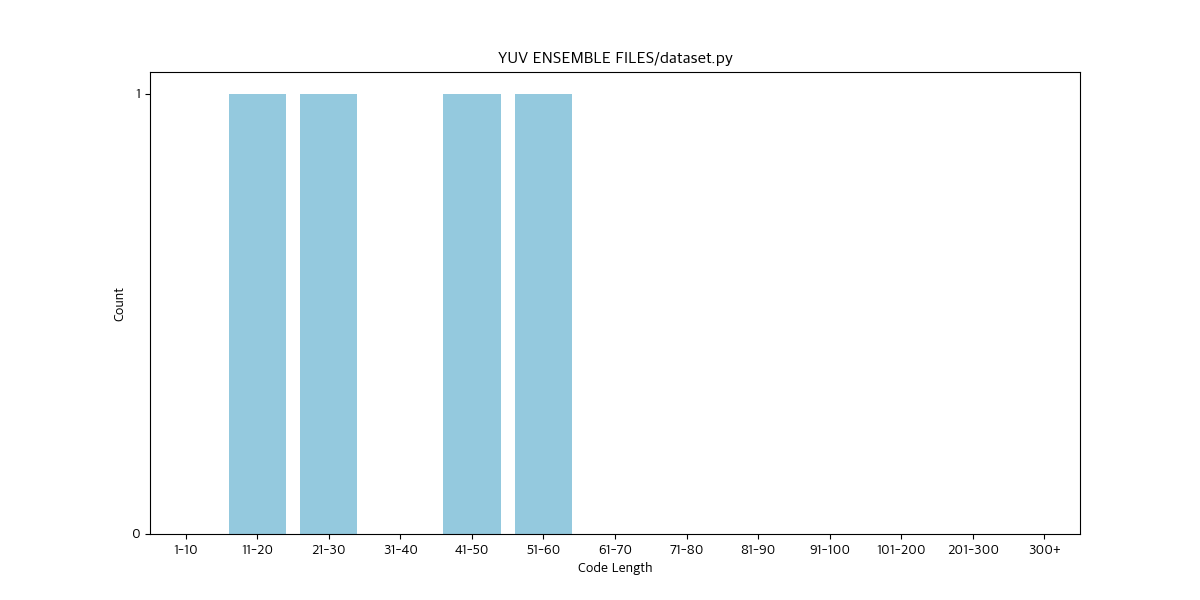 YUV ENSEMBLE FILES/dataset.py
1
Count
0
1-10 11-20 21-30 31-40 41-50 51-60 61-70 71-80 81-90 91-100 101-200 201-300 300+
Code Length